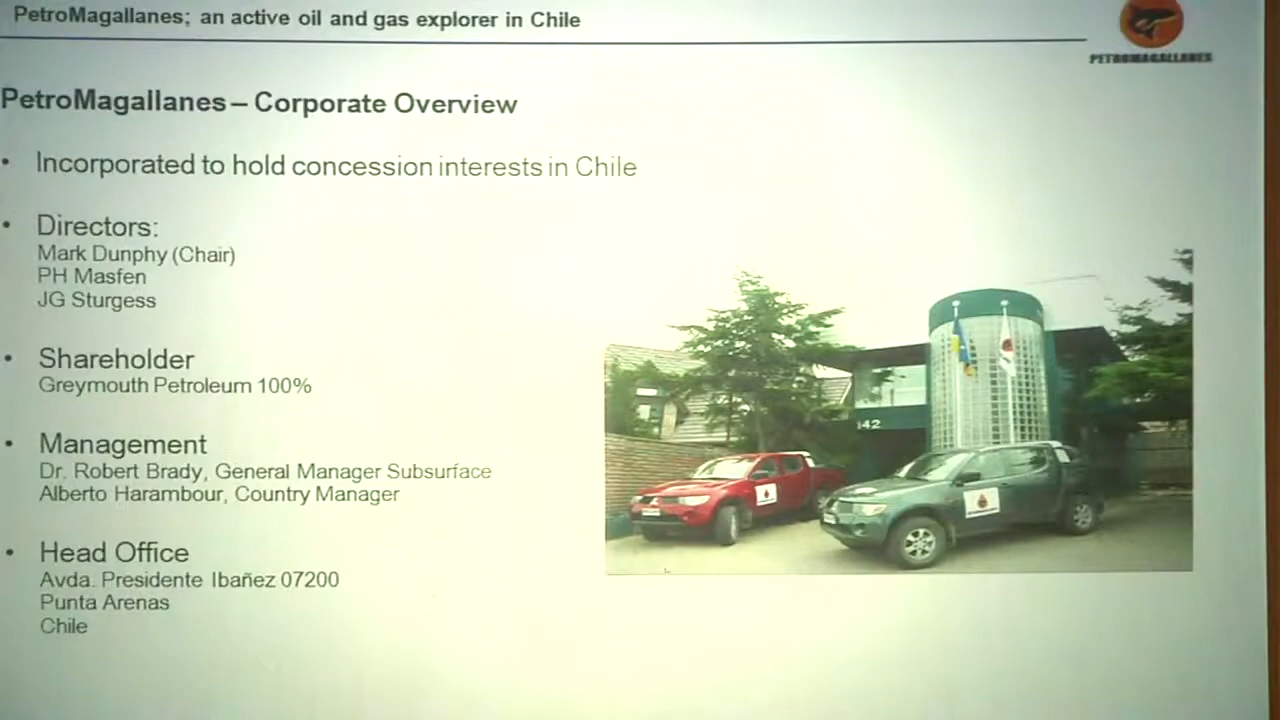 PetroMagallanes; an active oil and gas explorer in Chile
PETROMAGALLANES
PetroMagallanes – Corporate Overview
• Incorporated to hold concession interests in Chile
• Directors:
Mark Dunphy (Chair)
PH Masfen
JG Sturgess
• Shareholder
Greymouth Petroleum 100%
• Management
Dr. Robert Brady, General Manager Subsurface
Alberto Harambour, Country Manager
• Head Office
Avda. Presidente Ibañez 07200
Punta Arenas
Chile
142